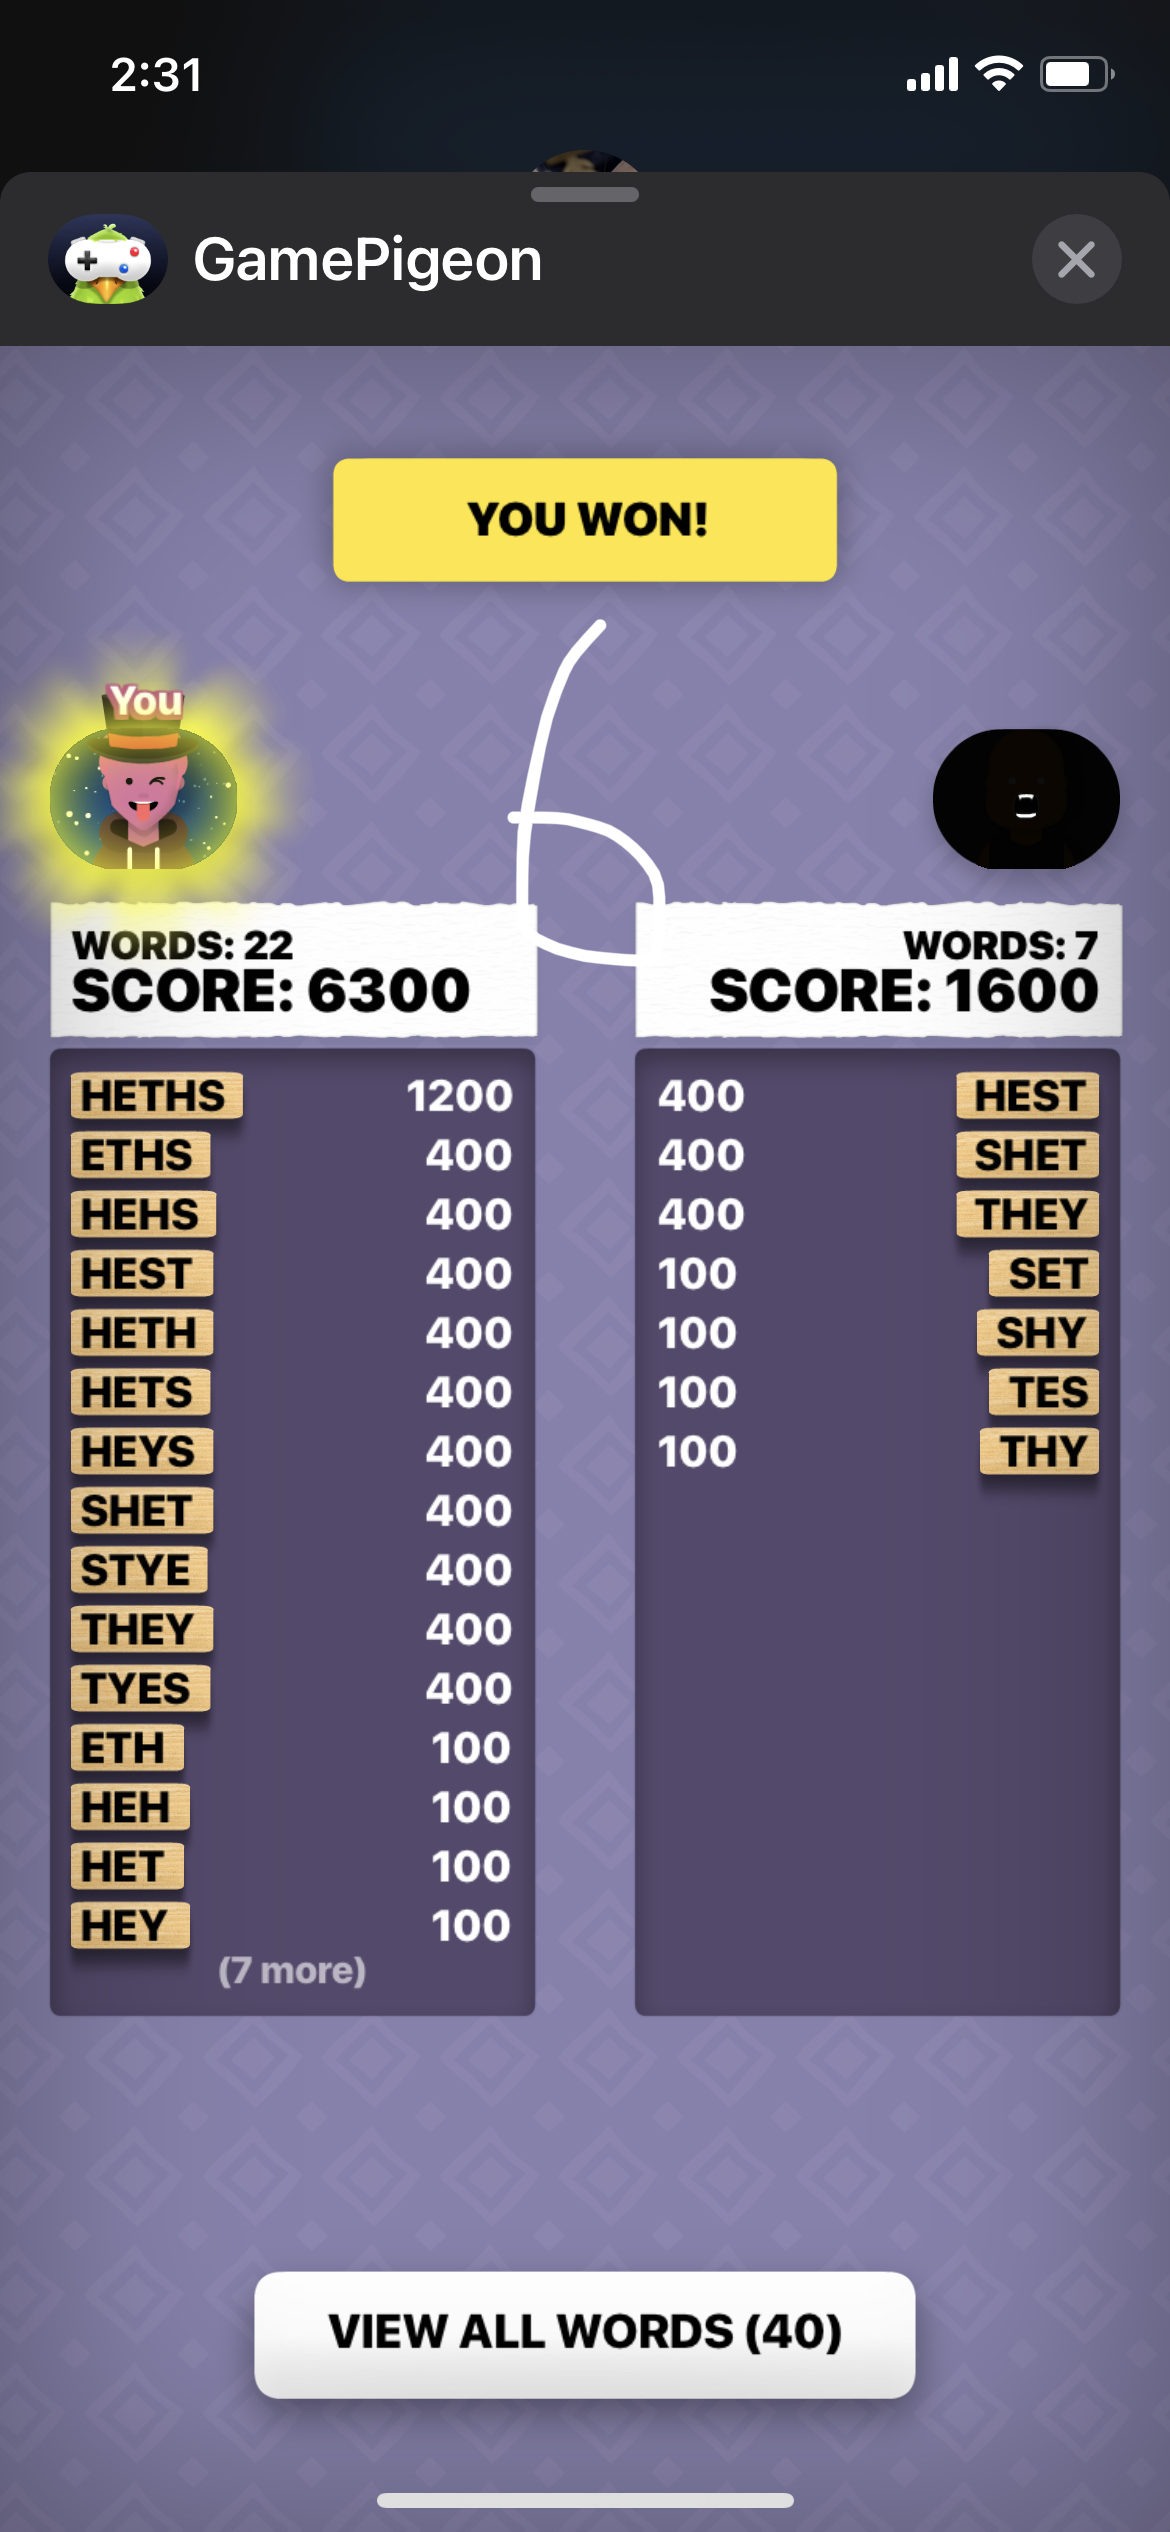 2:31
GamePigeon
YOU WON!
You
WORDS: 22
SCORE: 6300
WORDS: 7
SCORE: 1600
HETHS 1200
ETHS 400
HEHS 400
HEST 400
HETH 400
HETS 400
HEYS 400
SHET 400
STYE 400
THEY 400
TYES 400
ETH 100
HEH 100
HET 100
HEY 100
(7 more)
400 HEST
400 SHET
400 THEY
100 SET
100 SHY
100 TES
100 THY
6
VIEW ALL WORDS (40)